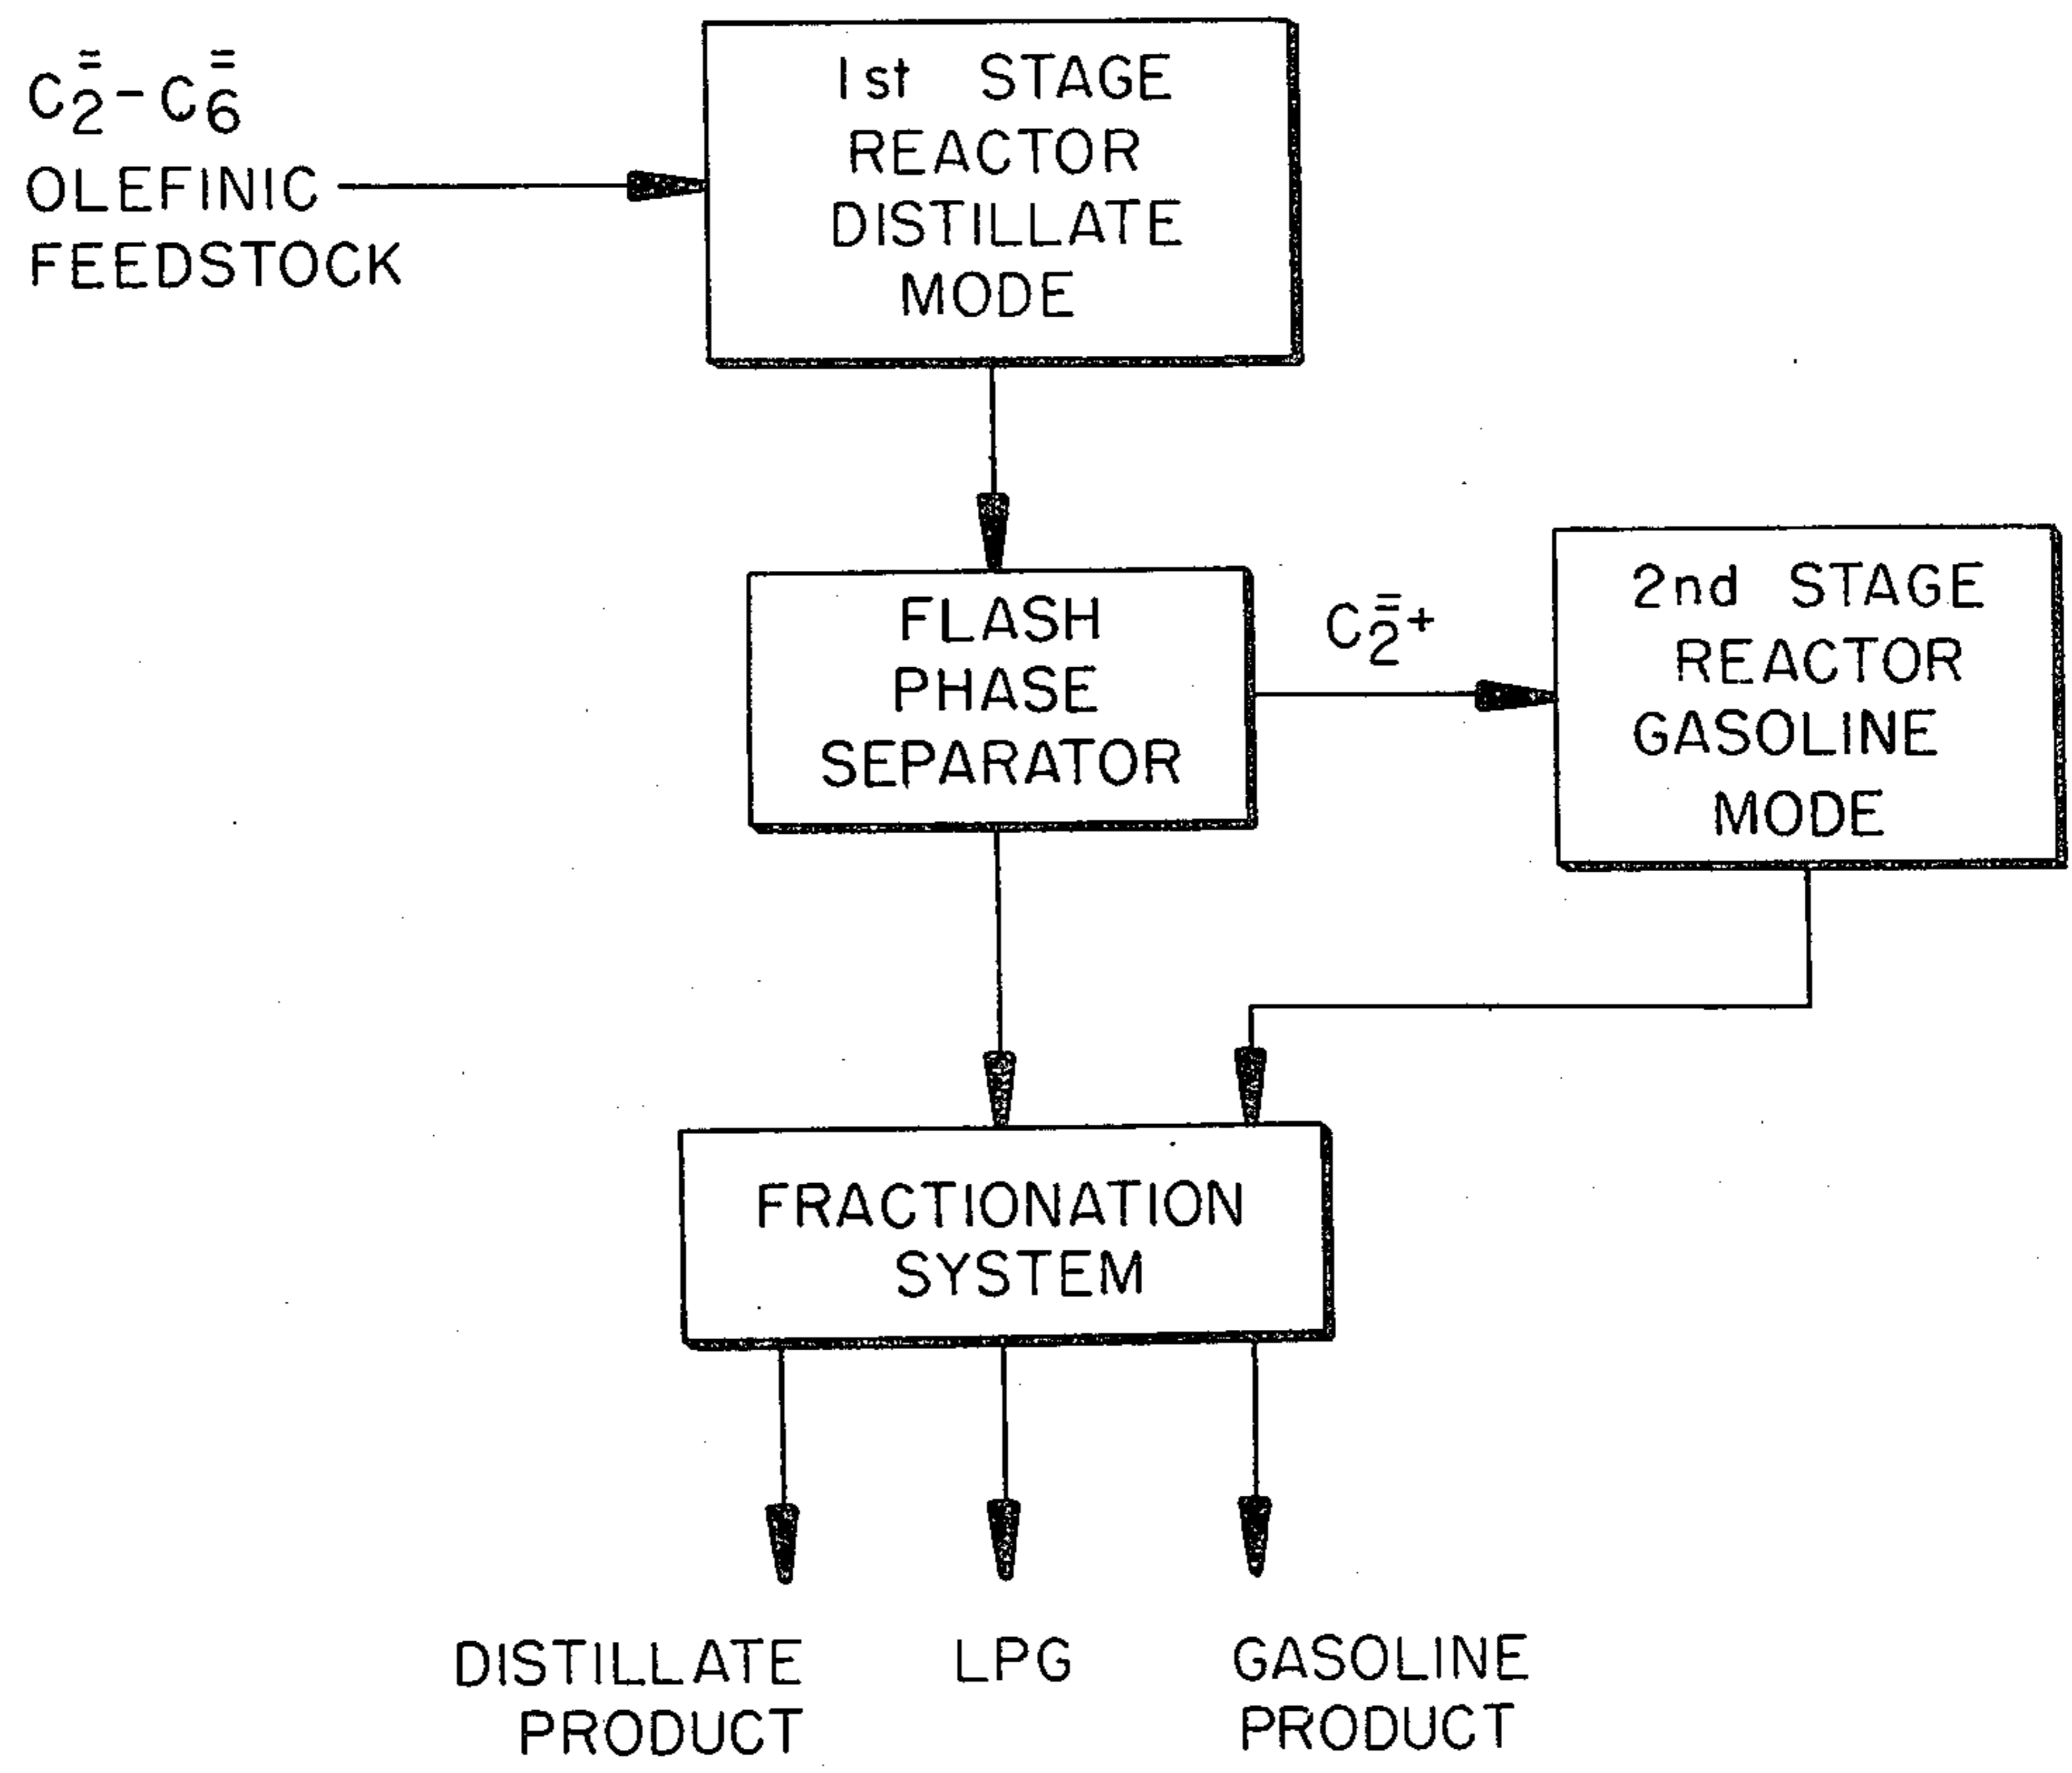 C₂⁼-C₆⁼
OLEFINIC
FEEDSTOCK
1st STAGE
REACTOR
DISTILLATE
MODE
FLASH
PHASE
SEPARATOR
C₂⁼+
2nd STAGE
REACTOR
GASOLINE
MODE
FRACTIONATION
SYSTEM
DISTILLATE
PRODUCT
LPG
GASOLINE
PRODUCT